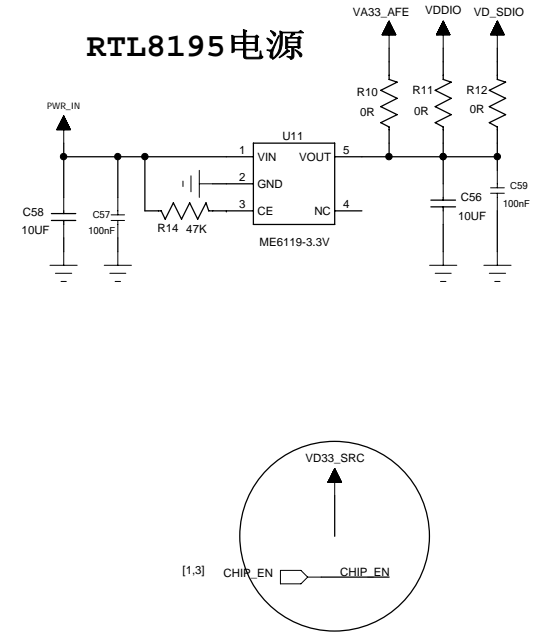 VA33_AFE VDDIO VD_SDIO
RTL8195电源
R10 R11 R12
0R 0R 0R
PWR_IN
U11
1 VIN VOUT 5
2 GND
3 CE NC 4
C58
10UF
C57
100nF
R14 47K
ME6119-3.3V
C56
10UF
C59
100nF
VD33_SRC
[1,3] CHIP_EN CHIP_EN